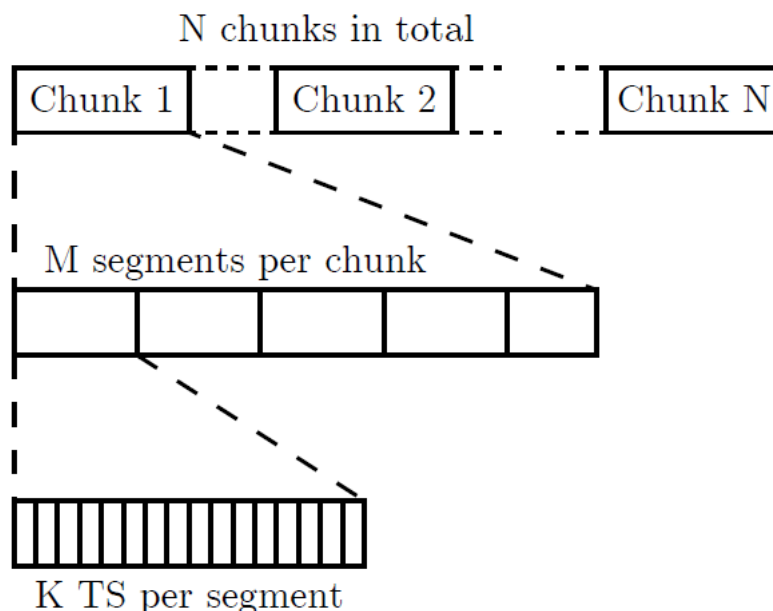 N chunks in total
Chunk 1 Chunk 2 Chunk N
M segments per chunk
K TS per segment